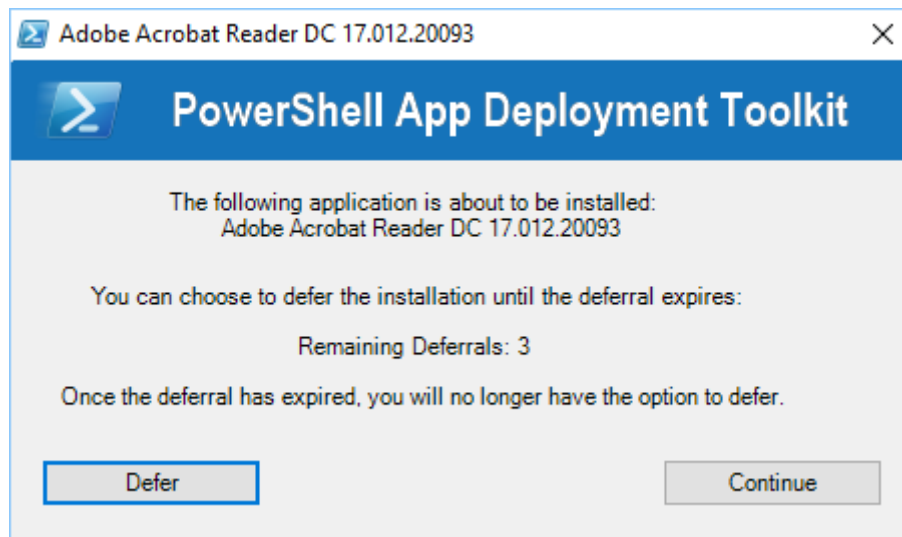 Adobe Acrobat Reader DC 17.012.20093
PowerShell App Deployment Toolkit
The following application is about to be installed:
Adobe Acrobat Reader DC 17.012.20093
You can choose to defer the installation until the deferral expires:
Remaining Deferrals: 3
Once the deferral has expired, you will no longer have the option to defer.
Defer
Continue